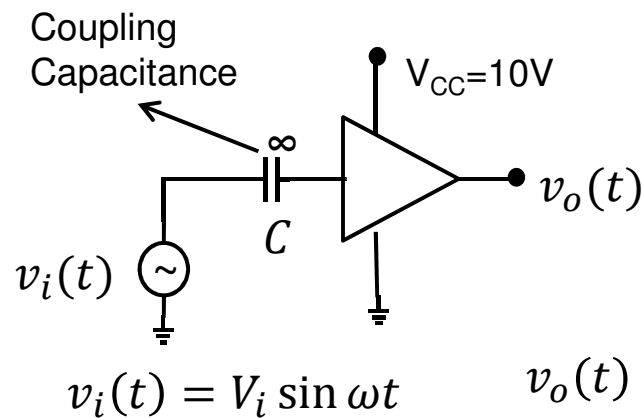 Coupling
Capacitance
V_CC=10V
∞
v_o(t)
C
v_i(t)
~
v_i(t) = V_i sin ωt
v_o(t)